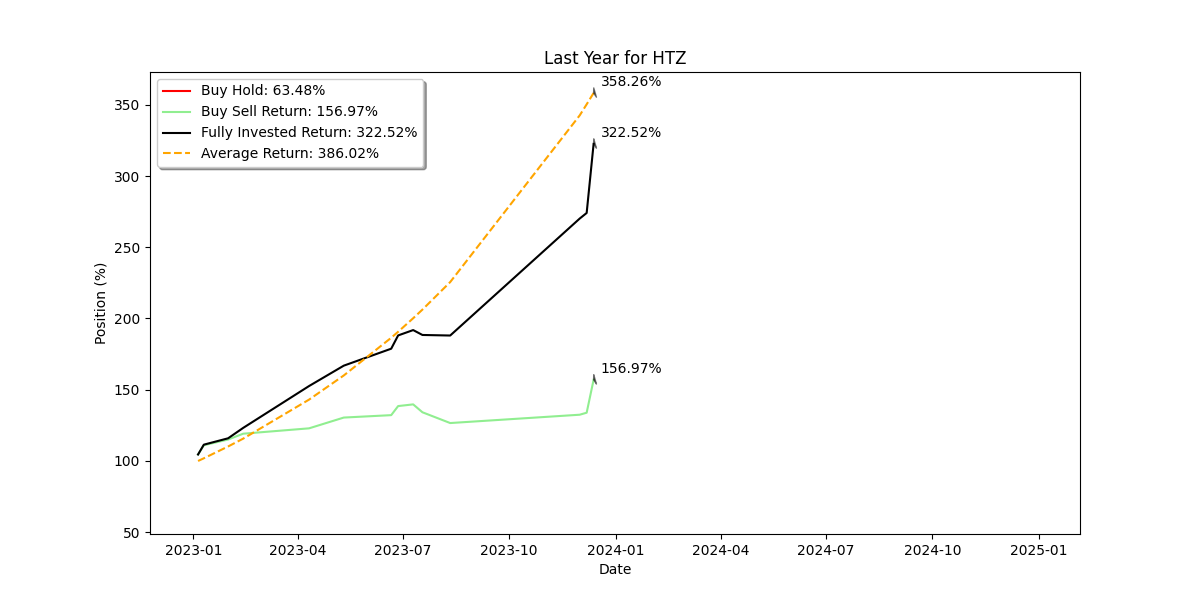 Last Year for HTZ
Buy Hold: 63.48%
Buy Sell Return: 156.97%
Fully Invested Return: 322.52%
Average Return: 386.02%
358.26%
322.52%
156.97%
Position (%)
350
300
250
200
150
100
50
2023-01 2023-04 2023-07 2023-10 2024-01 2024-04 2024-07 2024-10 2025-01
Date